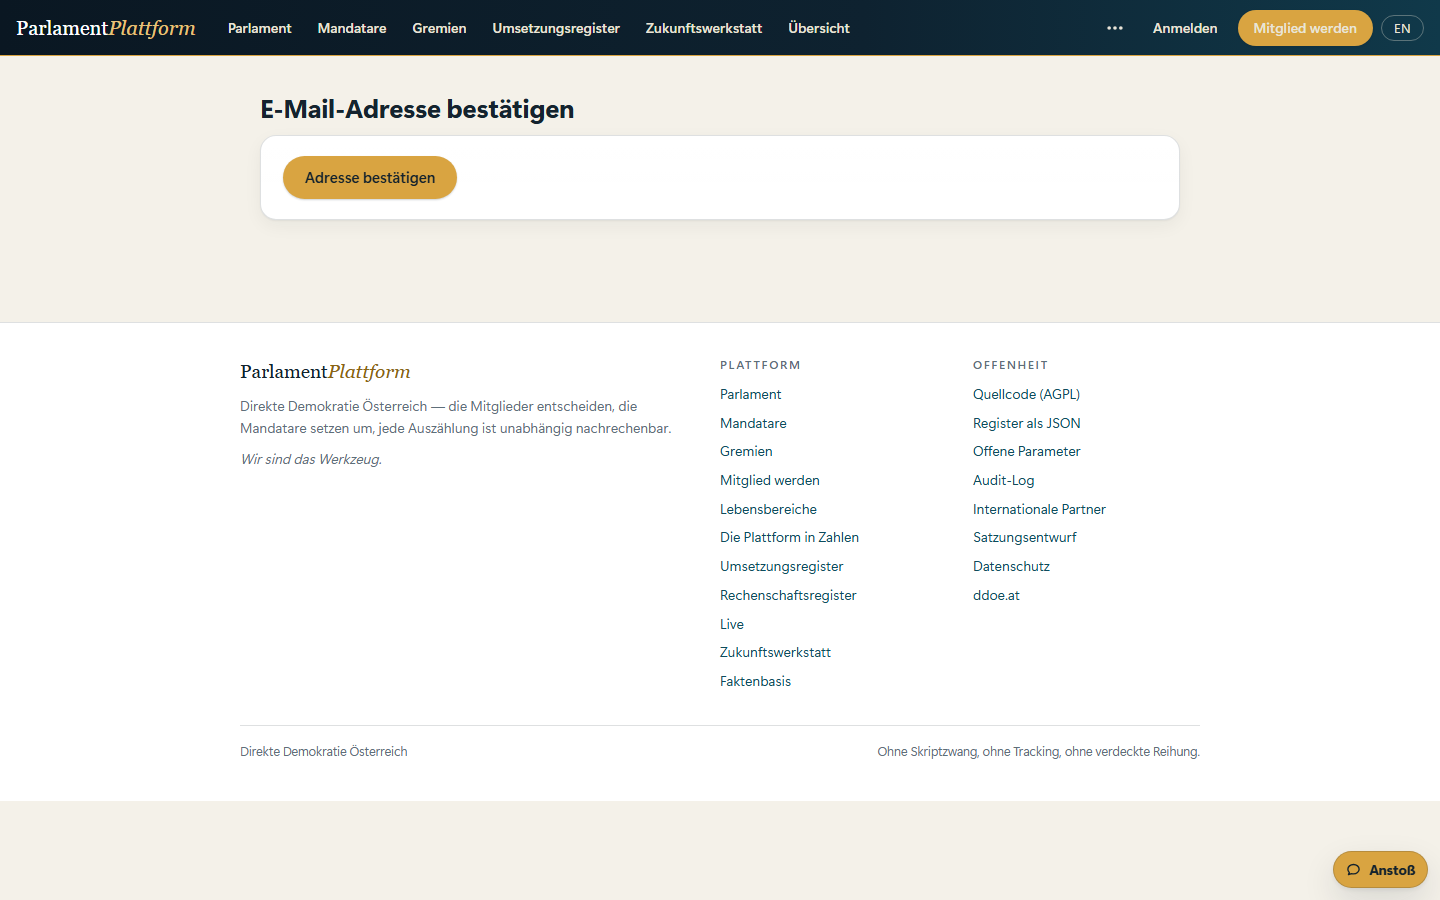 ParlamentPlattform
Parlament
Mandatare
Gremien
Umsetzungsregister
Zukunftswerkstatt
Übersicht
Anmelden
Mitglied werden
EN
E-Mail-Adresse bestätigen
Adresse bestätigen
ParlamentPlattform
Direkte Demokratie Österreich — die Mitglieder entscheiden, die
Mandatare setzen um, jede Auszählung ist unabhängig nachrechenbar.
Wir sind das Werkzeug.
PLATTFORM
Parlament
Mandatare
Gremien
Mitglied werden
Lebensbereiche
Die Plattform in Zahlen
Umsetzungsregister
Rechenschaftsregister
Live
Zukunftswerkstatt
Faktenbasis
OFFENHEIT
Quellcode (AGPL)
Register als JSON
Offene Parameter
Audit-Log
Internationale Partner
Satzungsentwurf
Datenschutz
ddoe.at
Direkte Demokratie Österreich
Ohne Skriptzwang, ohne Tracking, ohne verdeckte Reihung.
Anstoß